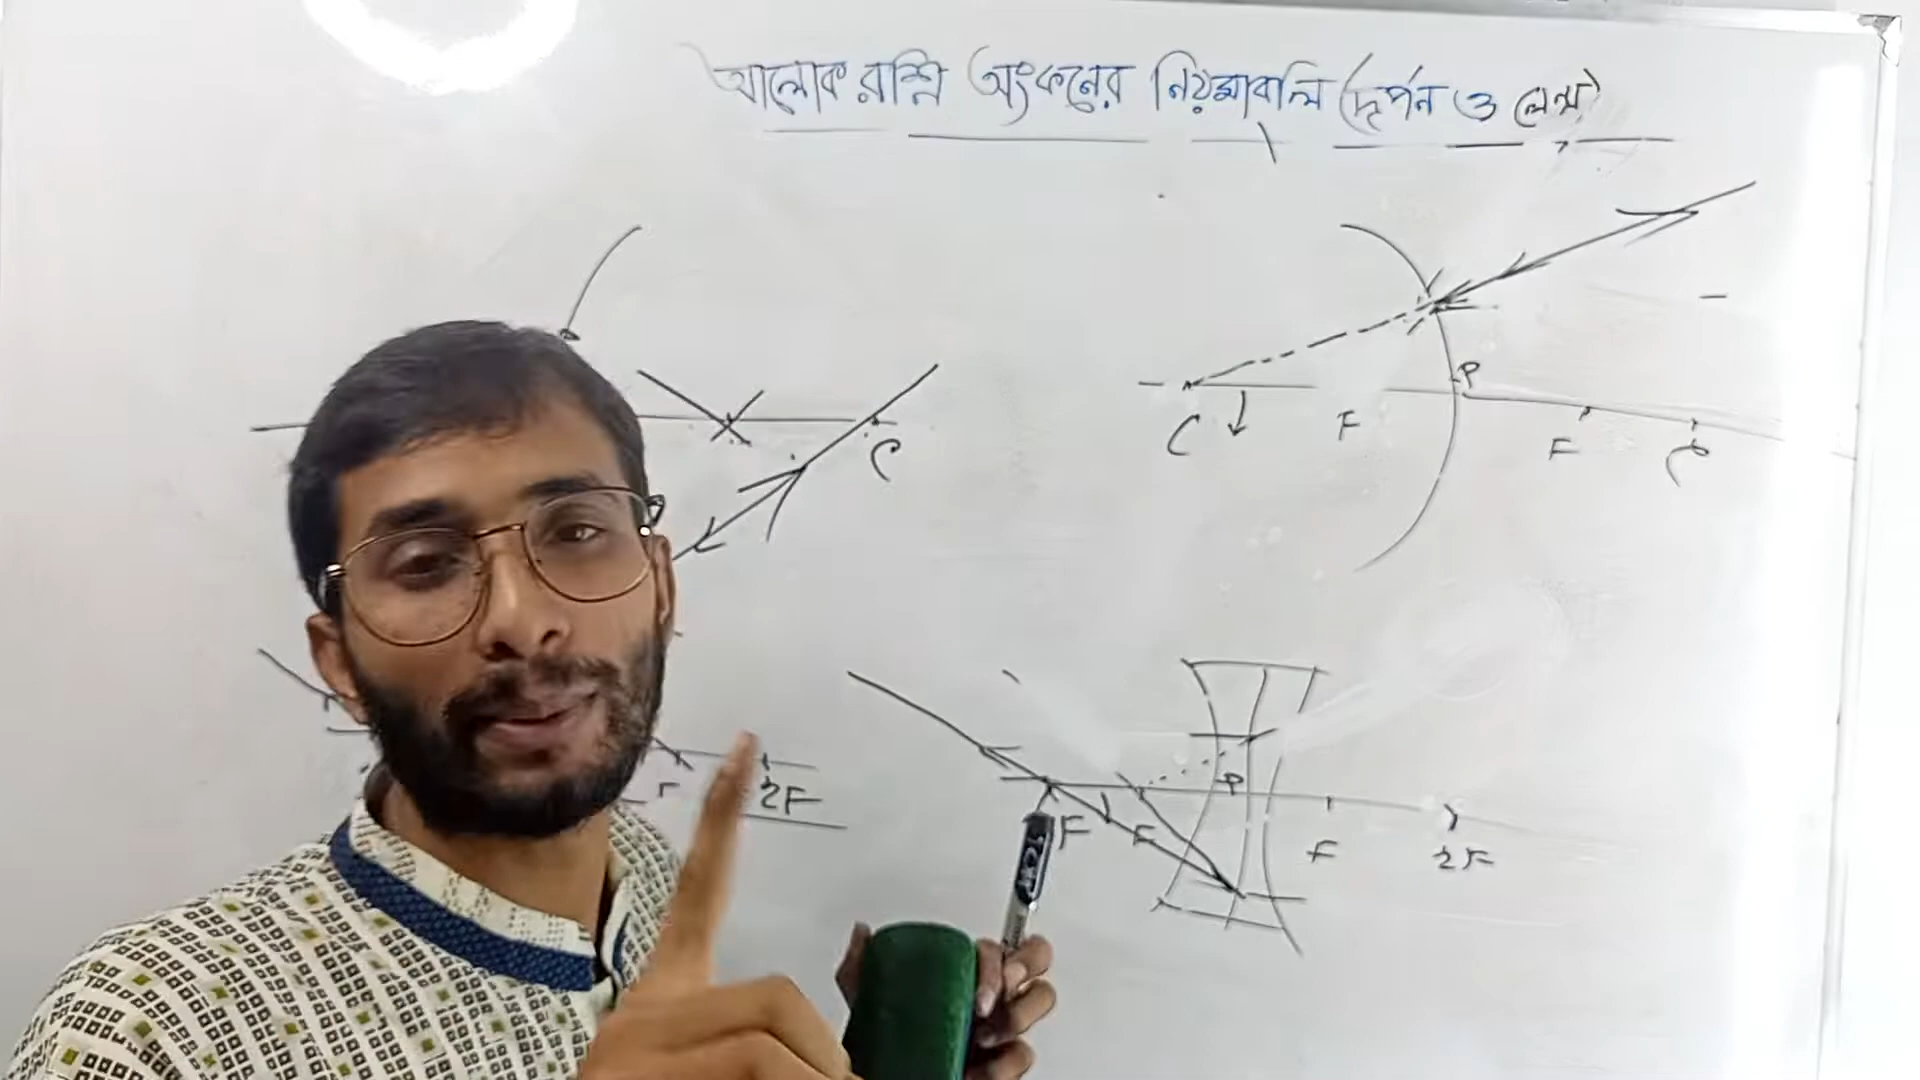 আলোক রশ্মি অংকনের নিয়মাবলি (দর্পন ও লেন্স)
P
C F F C
C
P
F 2F
F F F 2F